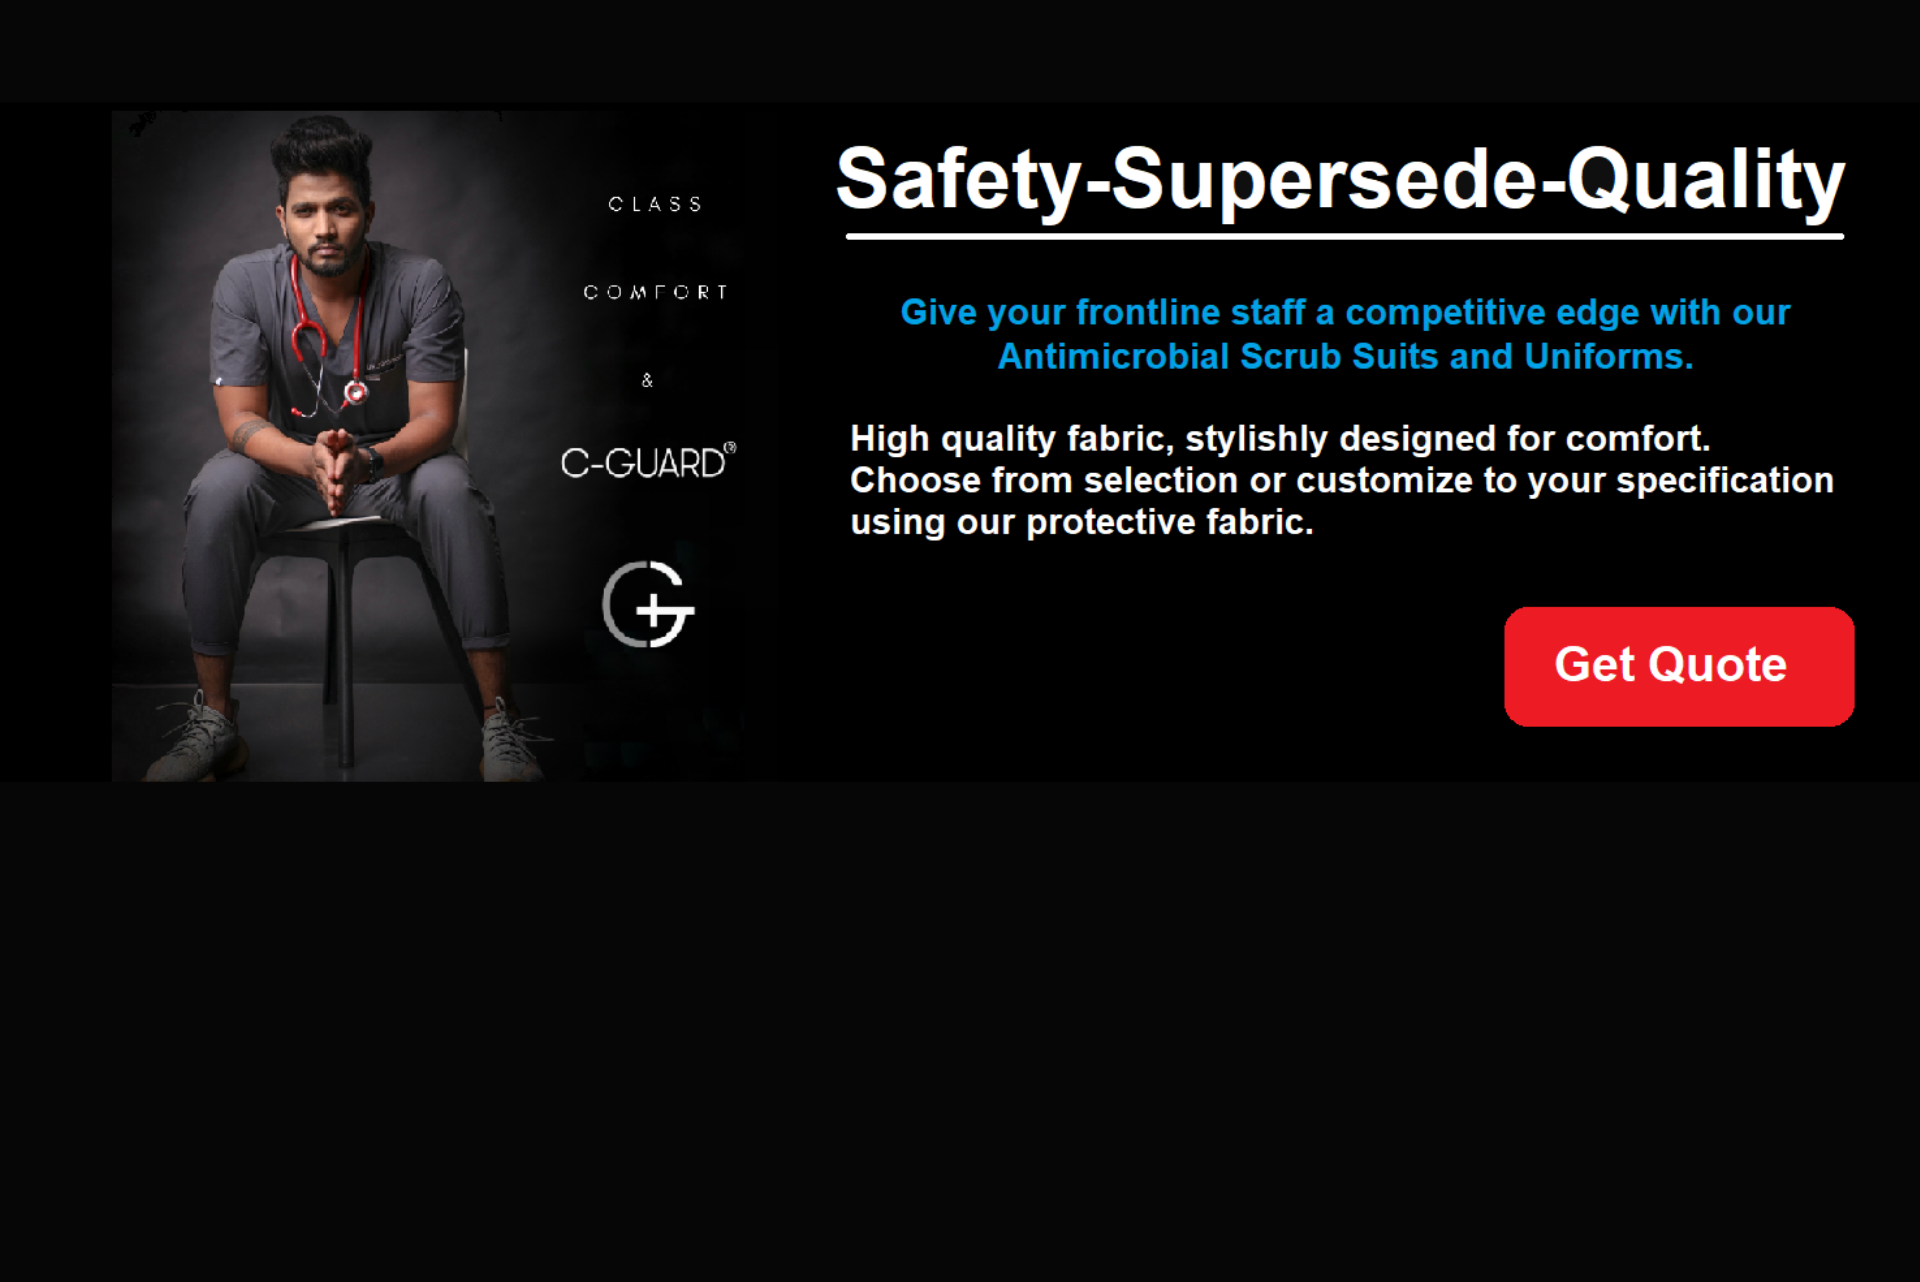 CLASS
COMFORT
&
C-GUARD®
Safety-Supersede-Quality
Give your frontline staff a competitive edge with our
Antimicrobial Scrub Suits and Uniforms.
High quality fabric, stylishly designed for comfort.
Choose from selection or customize to your specification
using our protective fabric.
Get Quote